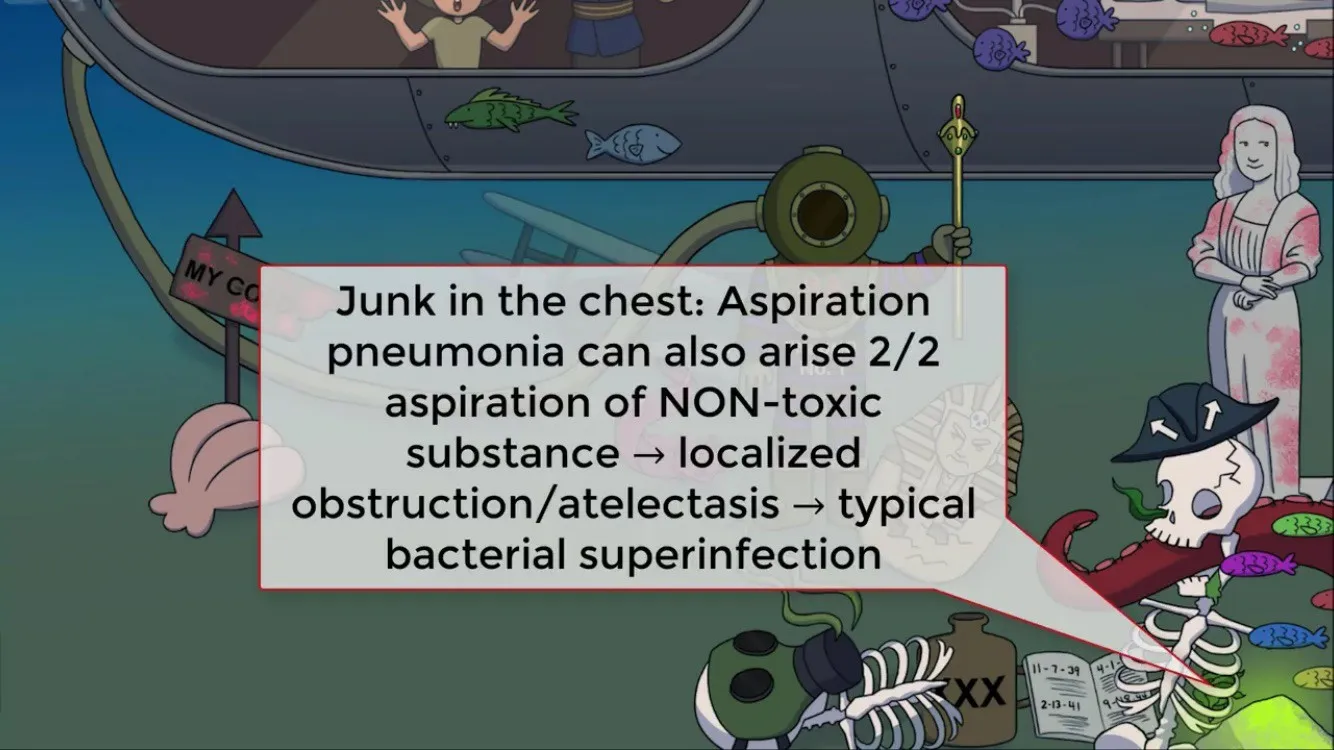 MY CO
Junk in the chest: Aspiration
pneumonia can also arise 2/2
aspiration of NON-toxic
substance → localized
obstruction/atelectasis → typical
bacterial superinfection
XXX
11-7-39
2-13-41